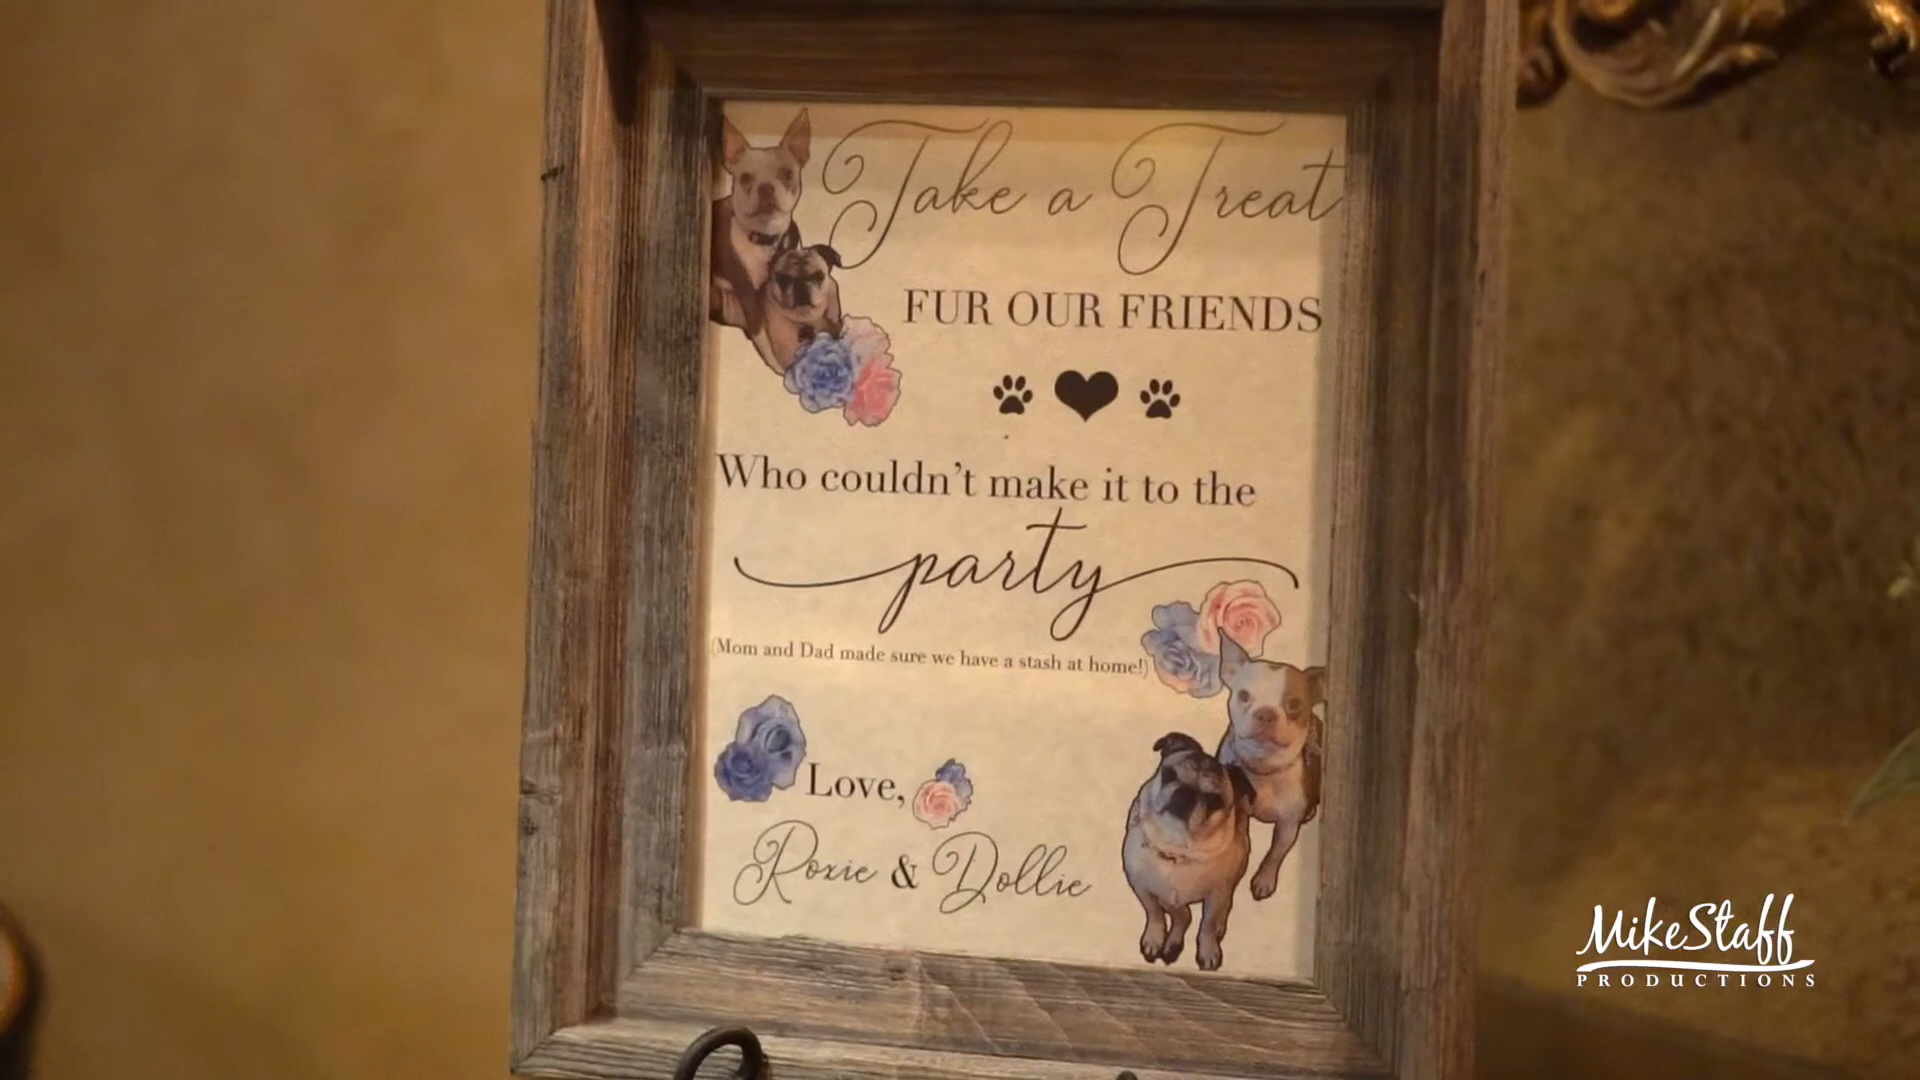 Take a Treat
FUR OUR FRIENDS
Who couldn't make it to the
party
(Mom and Dad made sure we have a stash at home!)
Love,
Roxie & Dollie
MikeStaff
PRODUCTIONS